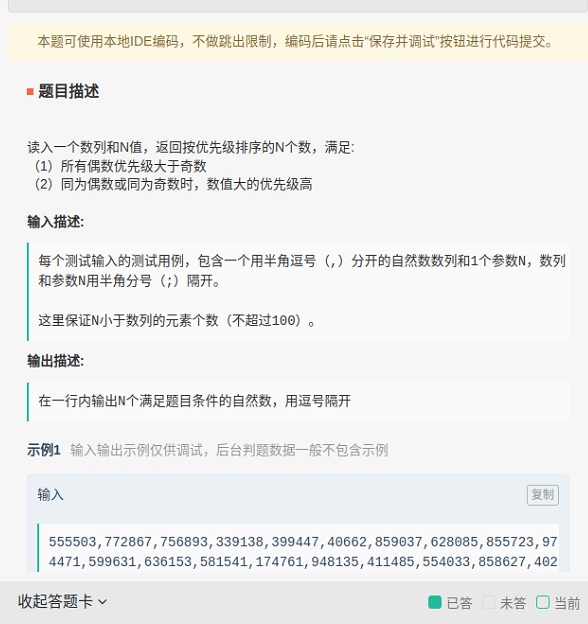 本题可使用本地IDE编码，不做跳出限制，编码后请点击“保存并调试”按钮进行代码提交。
题目描述
读入一个数列和N值，返回按优先级排序的N个数，满足:
（1）所有偶数优先级大于奇数
（2）同为偶数或同为奇数时，数值大的优先级高
输入描述:
每个测试输入的测试用例，包含一个用半角逗号（,）分开的自然数数列和1个参数N，数列
和参数N用半角分号（;）隔开。
这里保证N小于数列的元素个数（不超过100）。
输出描述:
在一行内输出N个满足题目条件的自然数，用逗号隔开
示例1 输入输出示例仅供调试，后台判题数据一般不包含示例
输入 复制
555503,772867,756893,339138,399447,40662,859037,628085,855723,97
4471,599631,636153,581541,174761,948135,411485,554033,858627,402
收起答题卡 已答 未答 当前